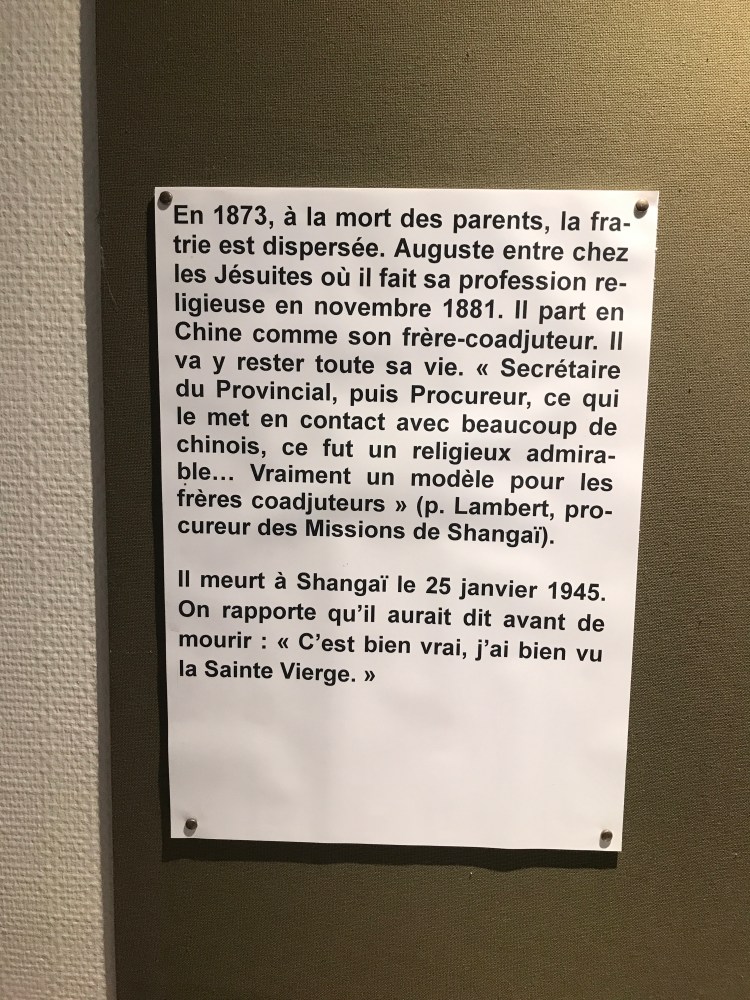 En 1873, à la mort des parents, la fra-
trie est dispersée. Auguste entre chez
les Jésuites où il fait sa profession re-
ligieuse en novembre 1881. Il part en
Chine comme son frère-coadjuteur. Il
va y rester toute sa vie. « Secrétaire
du Provincial, puis Procureur, ce qui
le met en contact avec beaucoup de
chinois, ce fut un religieux admira-
ble... Vraiment un modèle pour les
frères coadjuteurs » (p. Lambert, pro-
cureur des Missions de Shangaï).
Il meurt à Shangaï le 25 janvier 1945.
On rapporte qu'il aurait dit avant de
mourir : « C'est bien vrai, j'ai bien vu
la Sainte Vierge. »